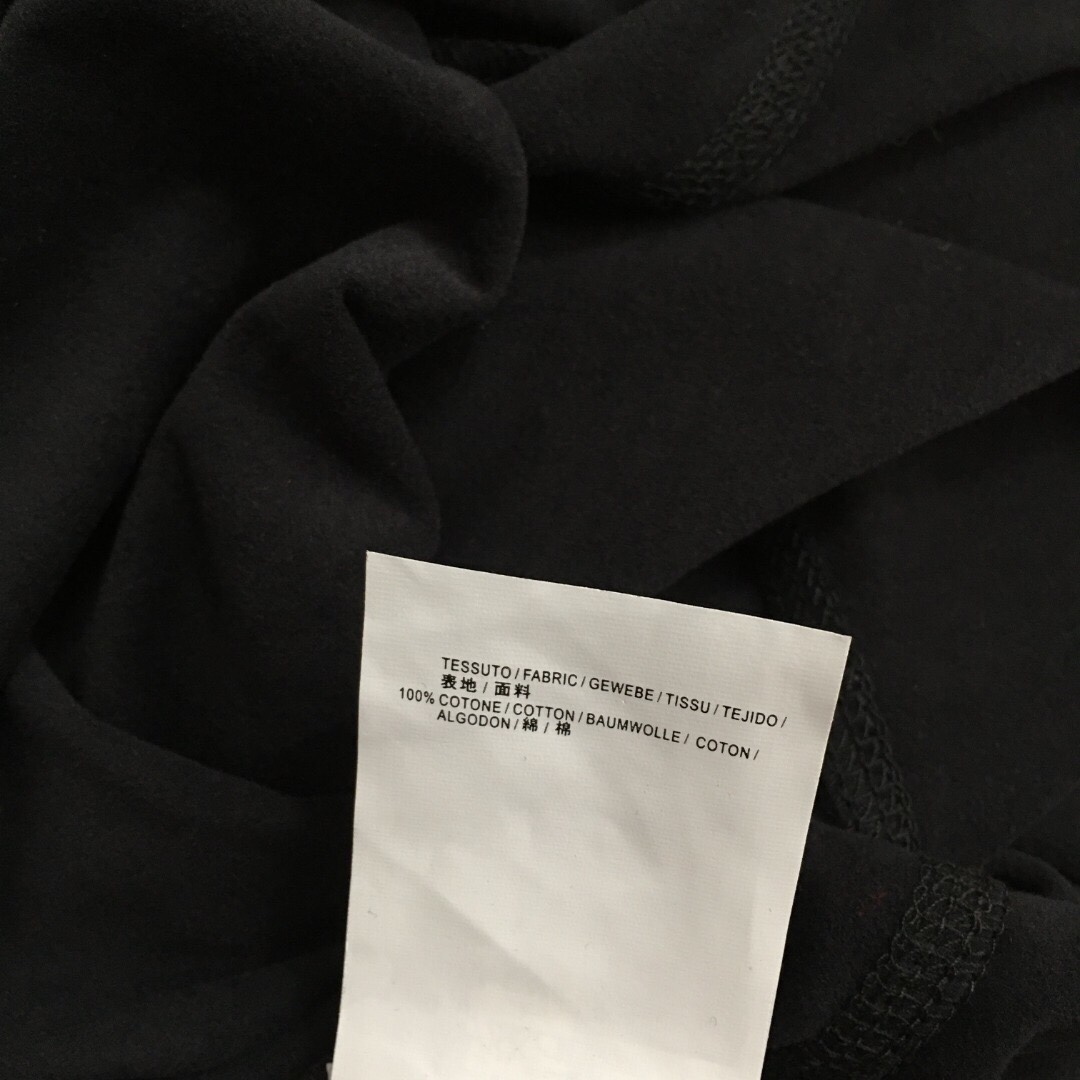 TESSUTO / FABRIC / GEWEBE / TISSU / TEJIDO /
表地 / 面料
100% COTONE / COTTON / BAUMWOLLE / COTON /
ALGODON / 綿 / 棉